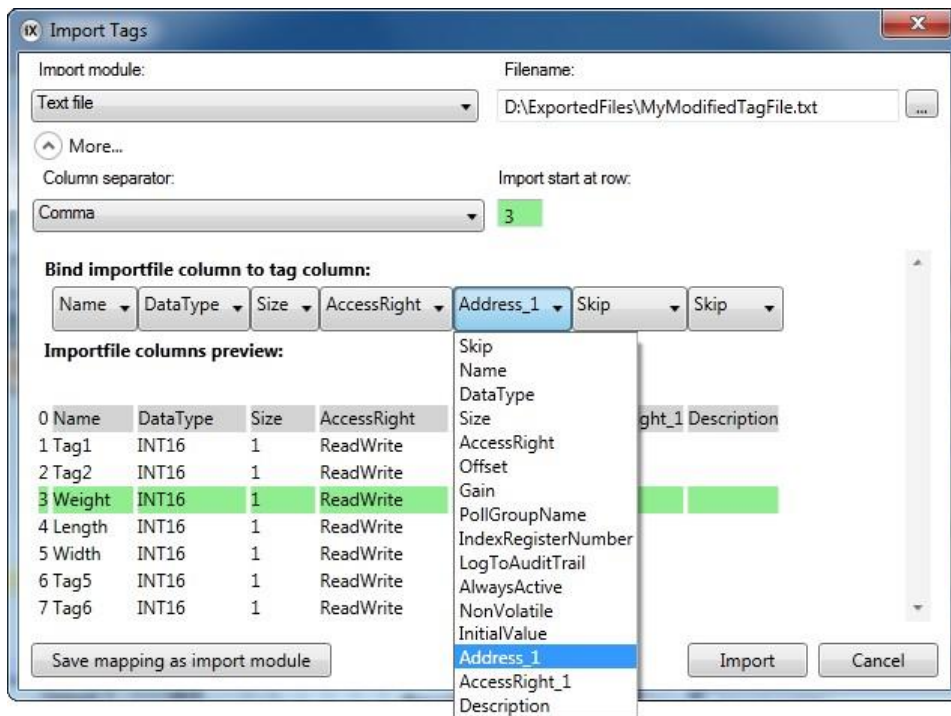 iX Import Tags
Import module: Filename:
Text file D:\ExportedFiles\MyModifiedTagFile.txt ...
More...
Column separator: Import start at row:
Comma 3
Bind importfile column to tag column:
Name DataType Size AccessRight Address_1 Skip Skip
Importfile columns preview:
Skip
Name
DataType
Size
AccessRight
Offset
Gain
PollGroupName
IndexRegisterNumber
LogToAuditTrail
AlwaysActive
NonVolatile
InitialValue
Address_1
AccessRight_1
Description
0 Name DataType Size AccessRight ght_1 Description
1 Tag1 INT16 1 ReadWrite
2 Tag2 INT16 1 ReadWrite
3 Weight INT16 1 ReadWrite
4 Length INT16 1 ReadWrite
5 Width INT16 1 ReadWrite
6 Tag5 INT16 1 ReadWrite
7 Tag6 INT16 1 ReadWrite
Save mapping as import module Import Cancel